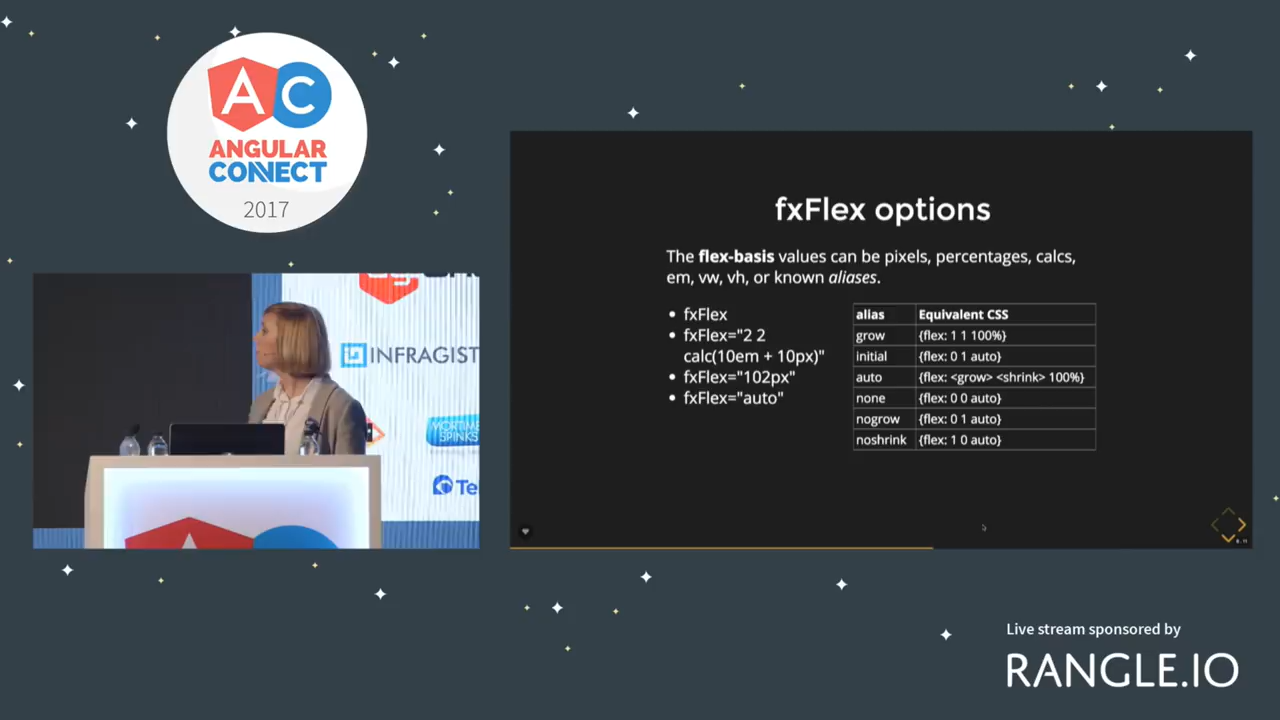 AC
ANGULAR
CONNECT
2017
INFRAGIST
MORTIMER
SPINKS
Tel
fxFlex options
The flex-basis values can be pixels, percentages, calcs,
em, vw, vh, or known aliases.
• fxFlex
• fxFlex="2 2
calc(10em + 10px)"
• fxFlex="102px"
• fxFlex="auto"
alias Equivalent CSS
grow {flex: 1 1 100%}
initial {flex: 0 1 auto}
auto {flex: <grow> <shrink> 100%}
none {flex: 0 0 auto}
nogrow {flex: 0 1 auto}
noshrink {flex: 1 0 auto}
Live stream sponsored by
RANGLE.IO